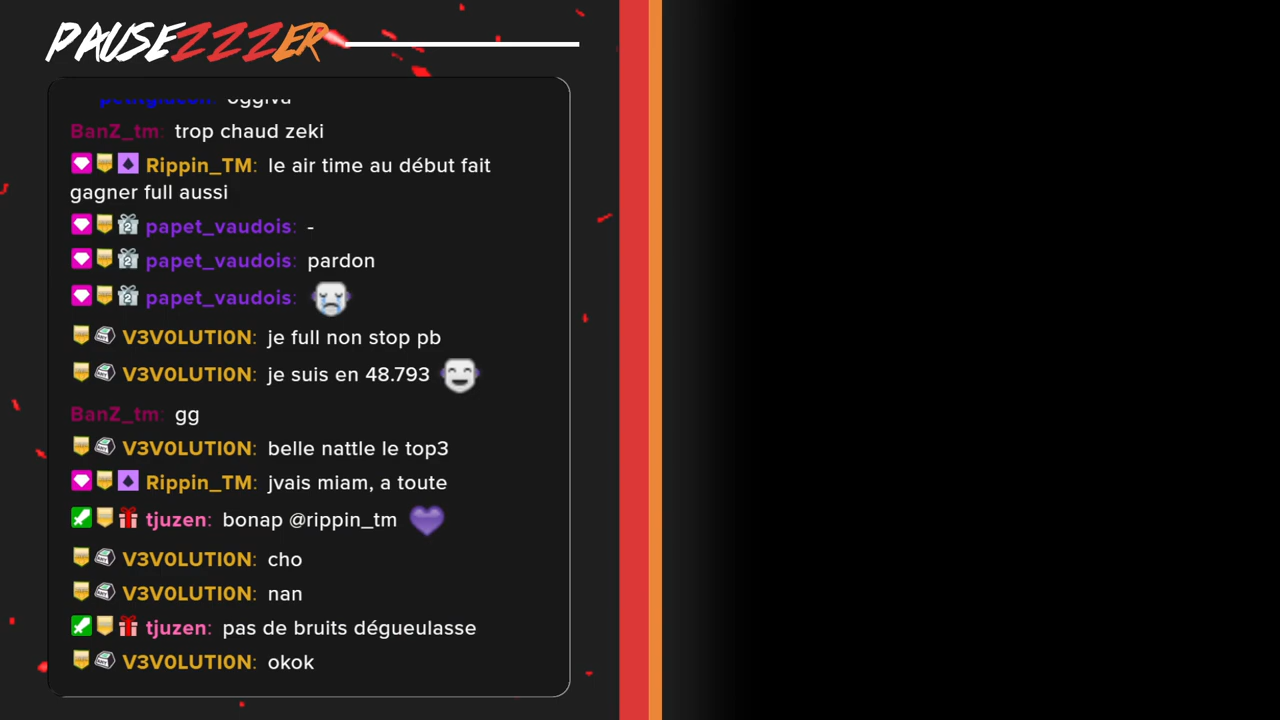 PAUSEZZZER
petitglacon: oggiva
BanZ_tm: trop chaud zeki
Rippin_TM: le air time au début fait
gagner full aussi
papet_vaudois: -
papet_vaudois: pardon
papet_vaudois:
V3V0LUTI0N: je full non stop pb
V3V0LUTI0N: je suis en 48.793
BanZ_tm: gg
V3V0LUTI0N: belle nattle le top3
Rippin_TM: jvais miam, a toute
tjuzen: bonap @rippin_tm
V3V0LUTI0N: cho
V3V0LUTI0N: nan
tjuzen: pas de bruits dégueulasse
V3V0LUTI0N: okok